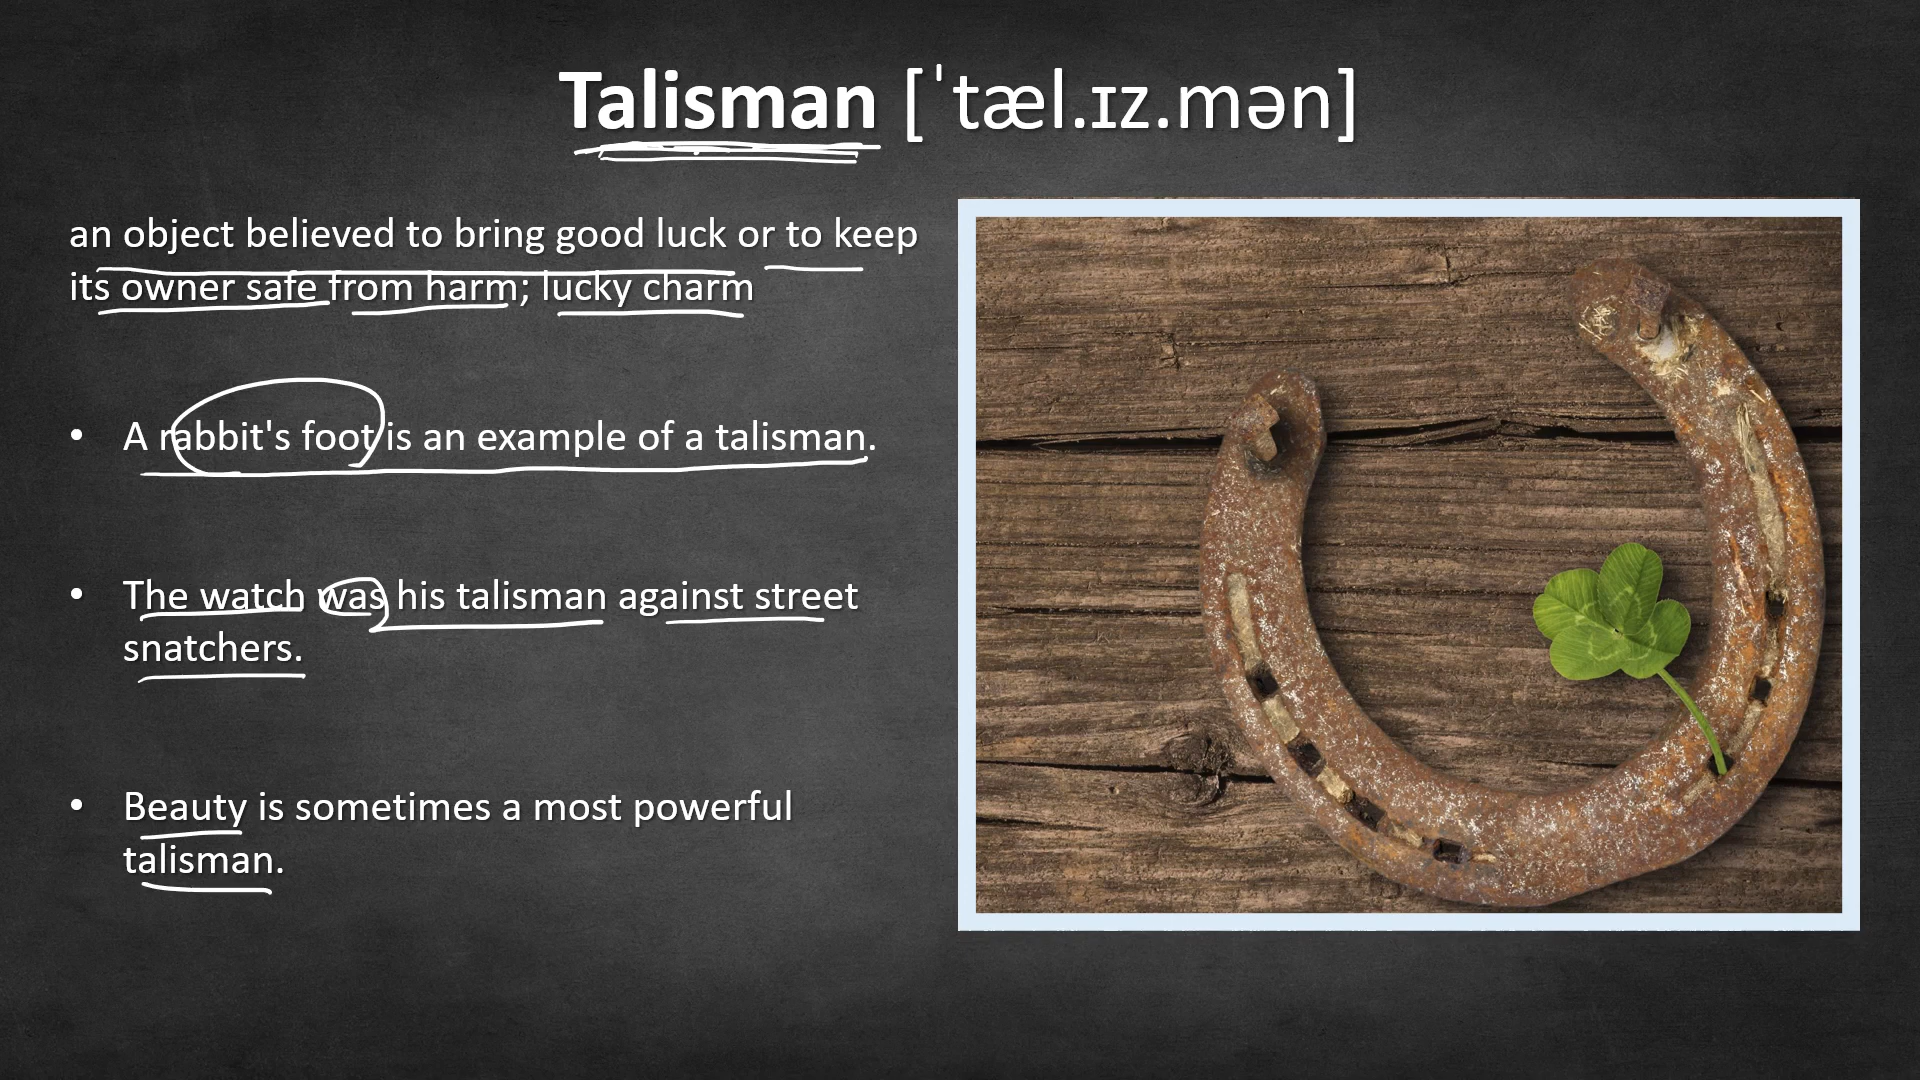 Talisman [ˈtæl.ɪz.mən]
an object believed to bring good luck or to keep
its owner safe from harm; lucky charm
• A rabbit's foot is an example of a talisman.
• The watch was his talisman against street
snatchers.
• Beauty is sometimes a most powerful
talisman.